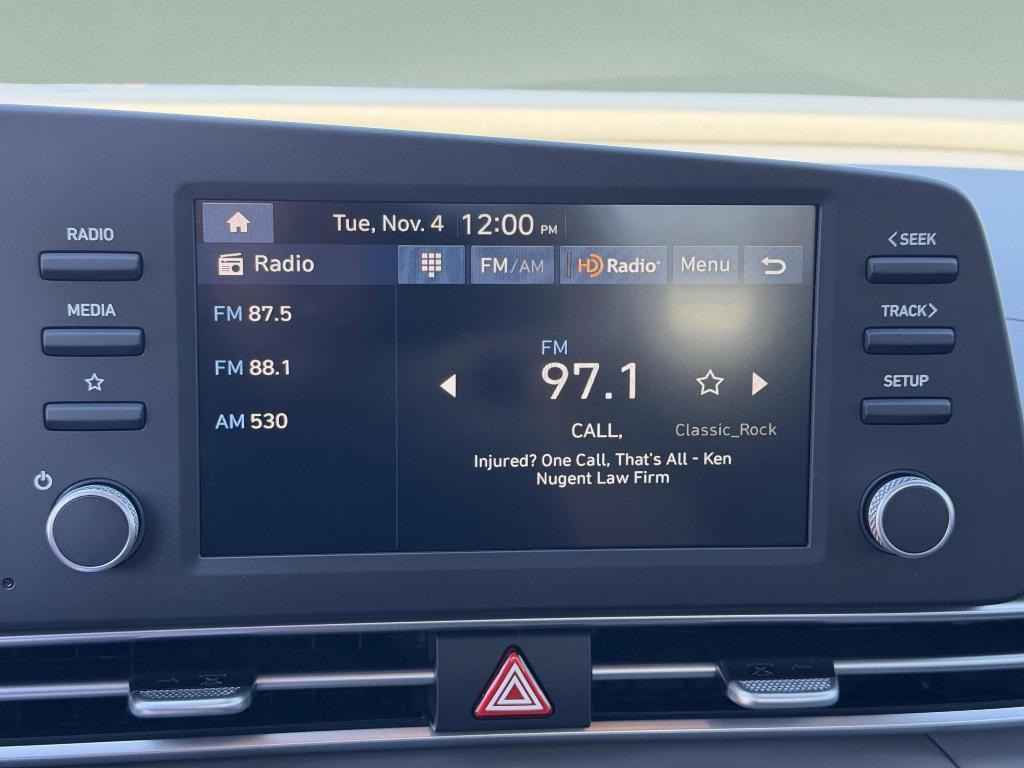 RADIO
MEDIA
Tue, Nov. 4 12:00 PM
Radio
FM/AM
HD Radio
Menu
FM 87.5
FM 88.1
AM 530
FM
97.1
CALL,
Classic_Rock
Injured? One Call, That's All - Ken
Nugent Law Firm
<SEEK
TRACK>
SETUP